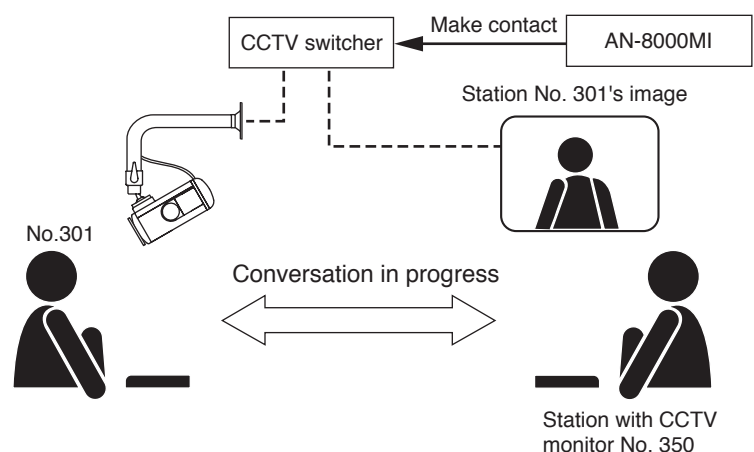 CCTV switcher
Make contact
AN-8000MI
Station No. 301's image
No.301
Conversation in progress
Station with CCTV
monitor No. 350